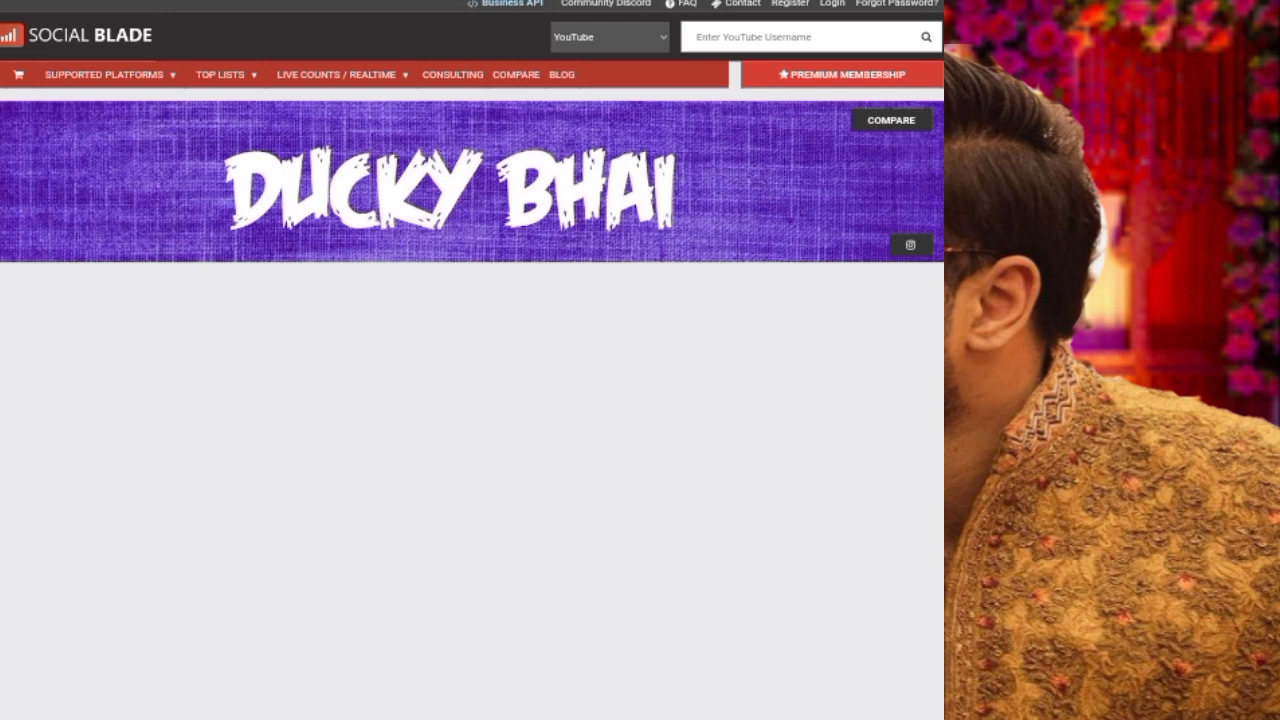 Business API Community Discord FAQ Contact Register Login Forgot Password?
SOCIAL BLADE YouTube Enter YouTube Username
SUPPORTED PLATFORMS TOP LISTS LIVE COUNTS / REALTIME CONSULTING COMPARE BLOG PREMIUM MEMBERSHIP
COMPARE
DUCKY BHAI